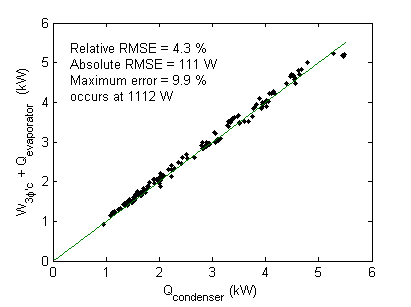 6
5
4
3
2
1
0
Relative RMSE = 4.3 %
Absolute RMSE = 111 W
Maximum error = 9.9 %
occurs at 1112 W
W3ϕ'c + Qevaporator (kW)
0 1 2 3 4 5 6
Qcondenser (kW)